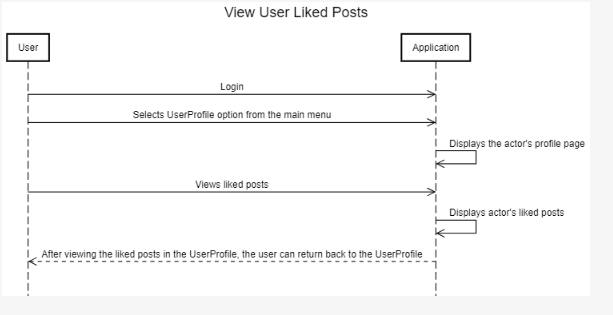 View User Liked Posts
User
Application
Login
Selects UserProfile option from the main menu
Displays the actor's profile page
Views liked posts
Displays actor's liked posts
After viewing the liked posts in the UserProfile, the user can return back to the UserProfile